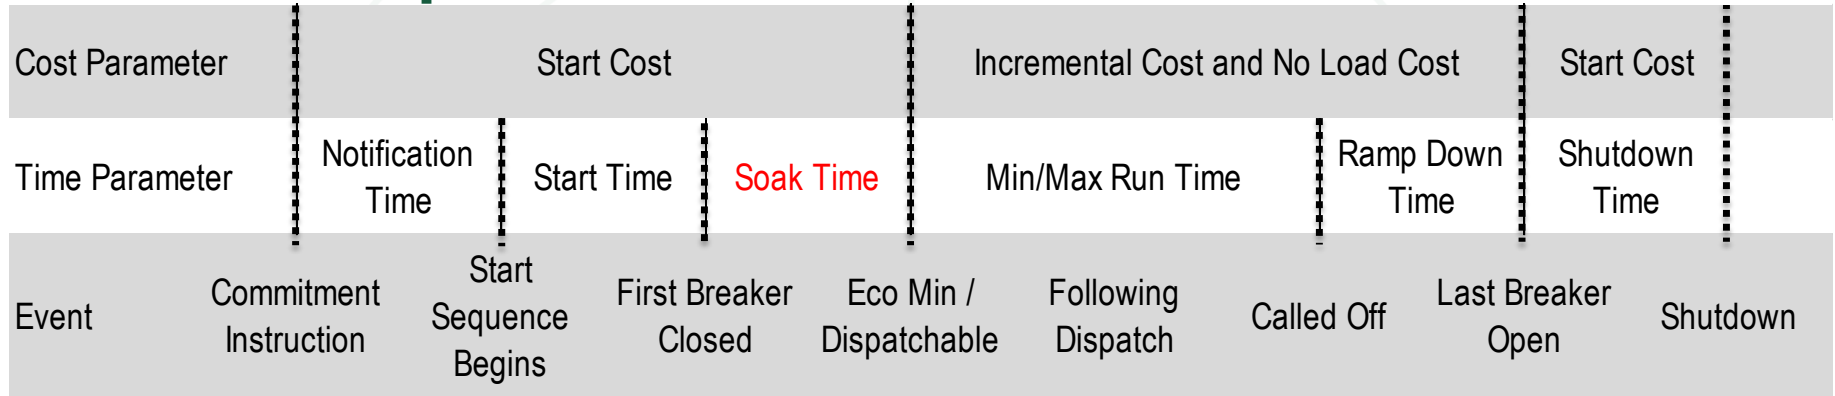 Cost Parameter
Start Cost
Incremental Cost and No Load Cost
Start Cost
Time Parameter
Notification
Time
Start Time
Soak Time
Min/Max Run Time
Ramp Down
Time
Shutdown
Time
Event
Commitment
Instruction
Start
Sequence
Begins
First Breaker
Closed
Eco Min /
Dispatchable
Following
Dispatch
Called Off
Last Breaker
Open
Shutdown